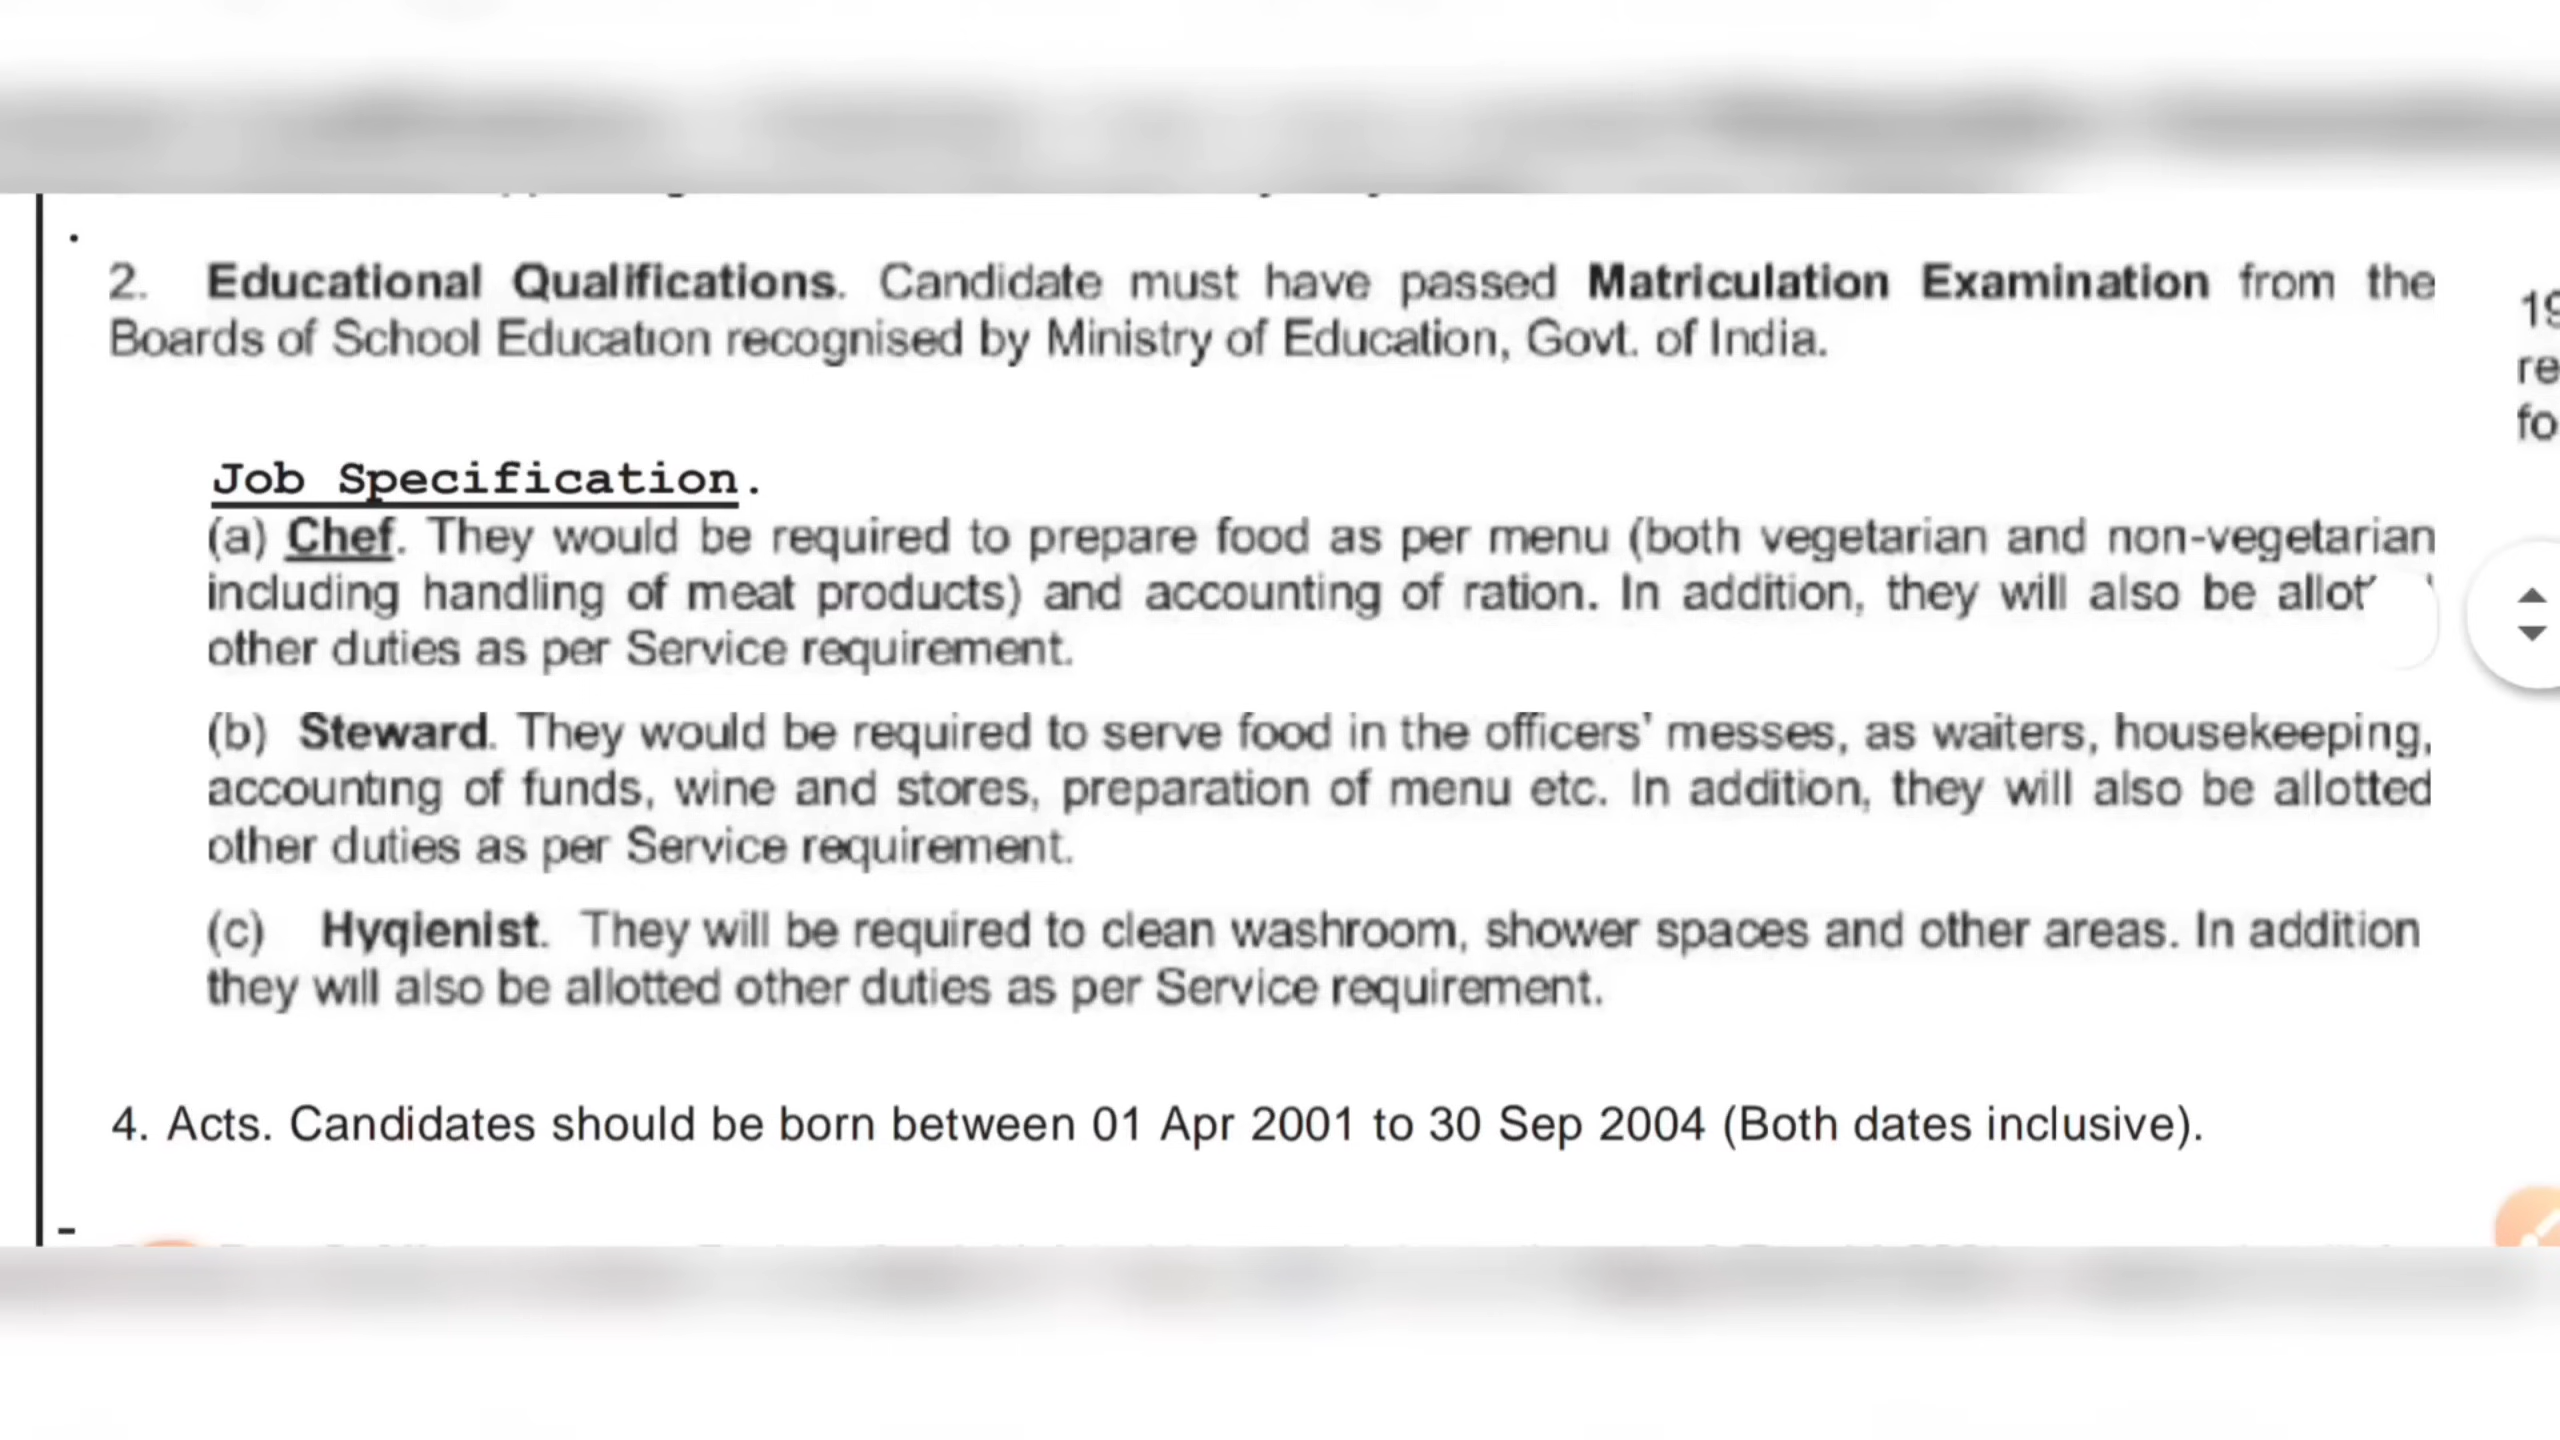 2. Educational Qualifications. Candidate must have passed Matriculation Examination from the
Boards of School Education recognised by Ministry of Education, Govt. of India.
Job Specification.
(a) Chef. They would be required to prepare food as per menu (both vegetarian and non-vegetarian
including handling of meat products) and accounting of ration. In addition, they will also be allot
other duties as per Service requirement.
(b) Steward. They would be required to serve food in the officers' messes, as waiters, housekeeping,
accounting of funds, wine and stores, preparation of menu etc. In addition, they will also be allotted
other duties as per Service requirement.
(c) Hygienist. They will be required to clean washroom, shower spaces and other areas. In addition
they will also be allotted other duties as per Service requirement.
4. Acts. Candidates should be born between 01 Apr 2001 to 30 Sep 2004 (Both dates inclusive).
19
re
fo